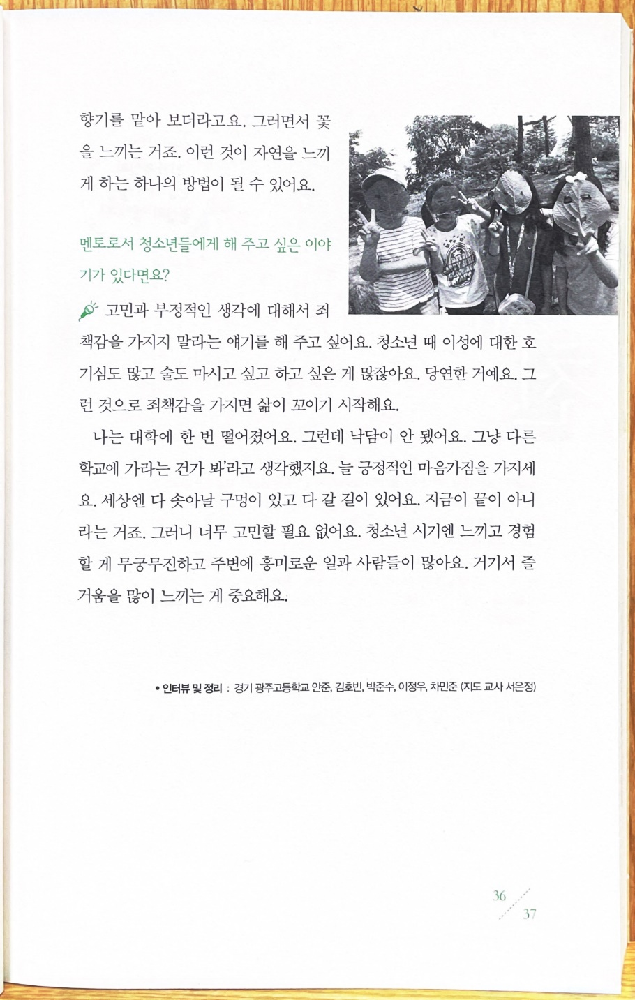 향기를 맡아 보더라고요. 그러면서 꽃
을 느끼는 거죠. 이런 것이 자연을 느끼
게 하는 하나의 방법이 될 수 있어요.
멘토로서 청소년들에게 해 주고 싶은 이야
기가 있다면요?
고민과 부정적인 생각에 대해서 죄
책감을 가지지 말라는 얘기를 해 주고 싶어요. 청소년 때 이성에 대한 호
기심도 많고 술도 마시고 싶고 하고 싶은 게 많잖아요. 당연한 거예요. 그
런 것으로 죄책감을 가지면 삶이 꼬이기 시작해요.
나는 대학에 한 번 떨어졌어요. 그런데 낙담이 안 됐어요. 그냥 다른
학교에 가라는 건가 봐'라고 생각했지요. 늘 긍정적인 마음가짐을 가지세
요. 세상엔 다 솟아날 구멍이 있고 다 갈 길이 있어요. 지금이 끝이 아니
라는 거죠. 그러니 너무 고민할 필요 없어요. 청소년 시기엔 느끼고 경험
할 게 무궁무진하고 주변에 흥미로운 일과 사람들이 많아요. 거기서 즐
거움을 많이 느끼는 게 중요해요.
• 인터뷰 및 정리 : 경기 광주고등학교 안준, 김호빈, 박준수, 이정우, 차민준 (지도 교사 서은정)
36
37